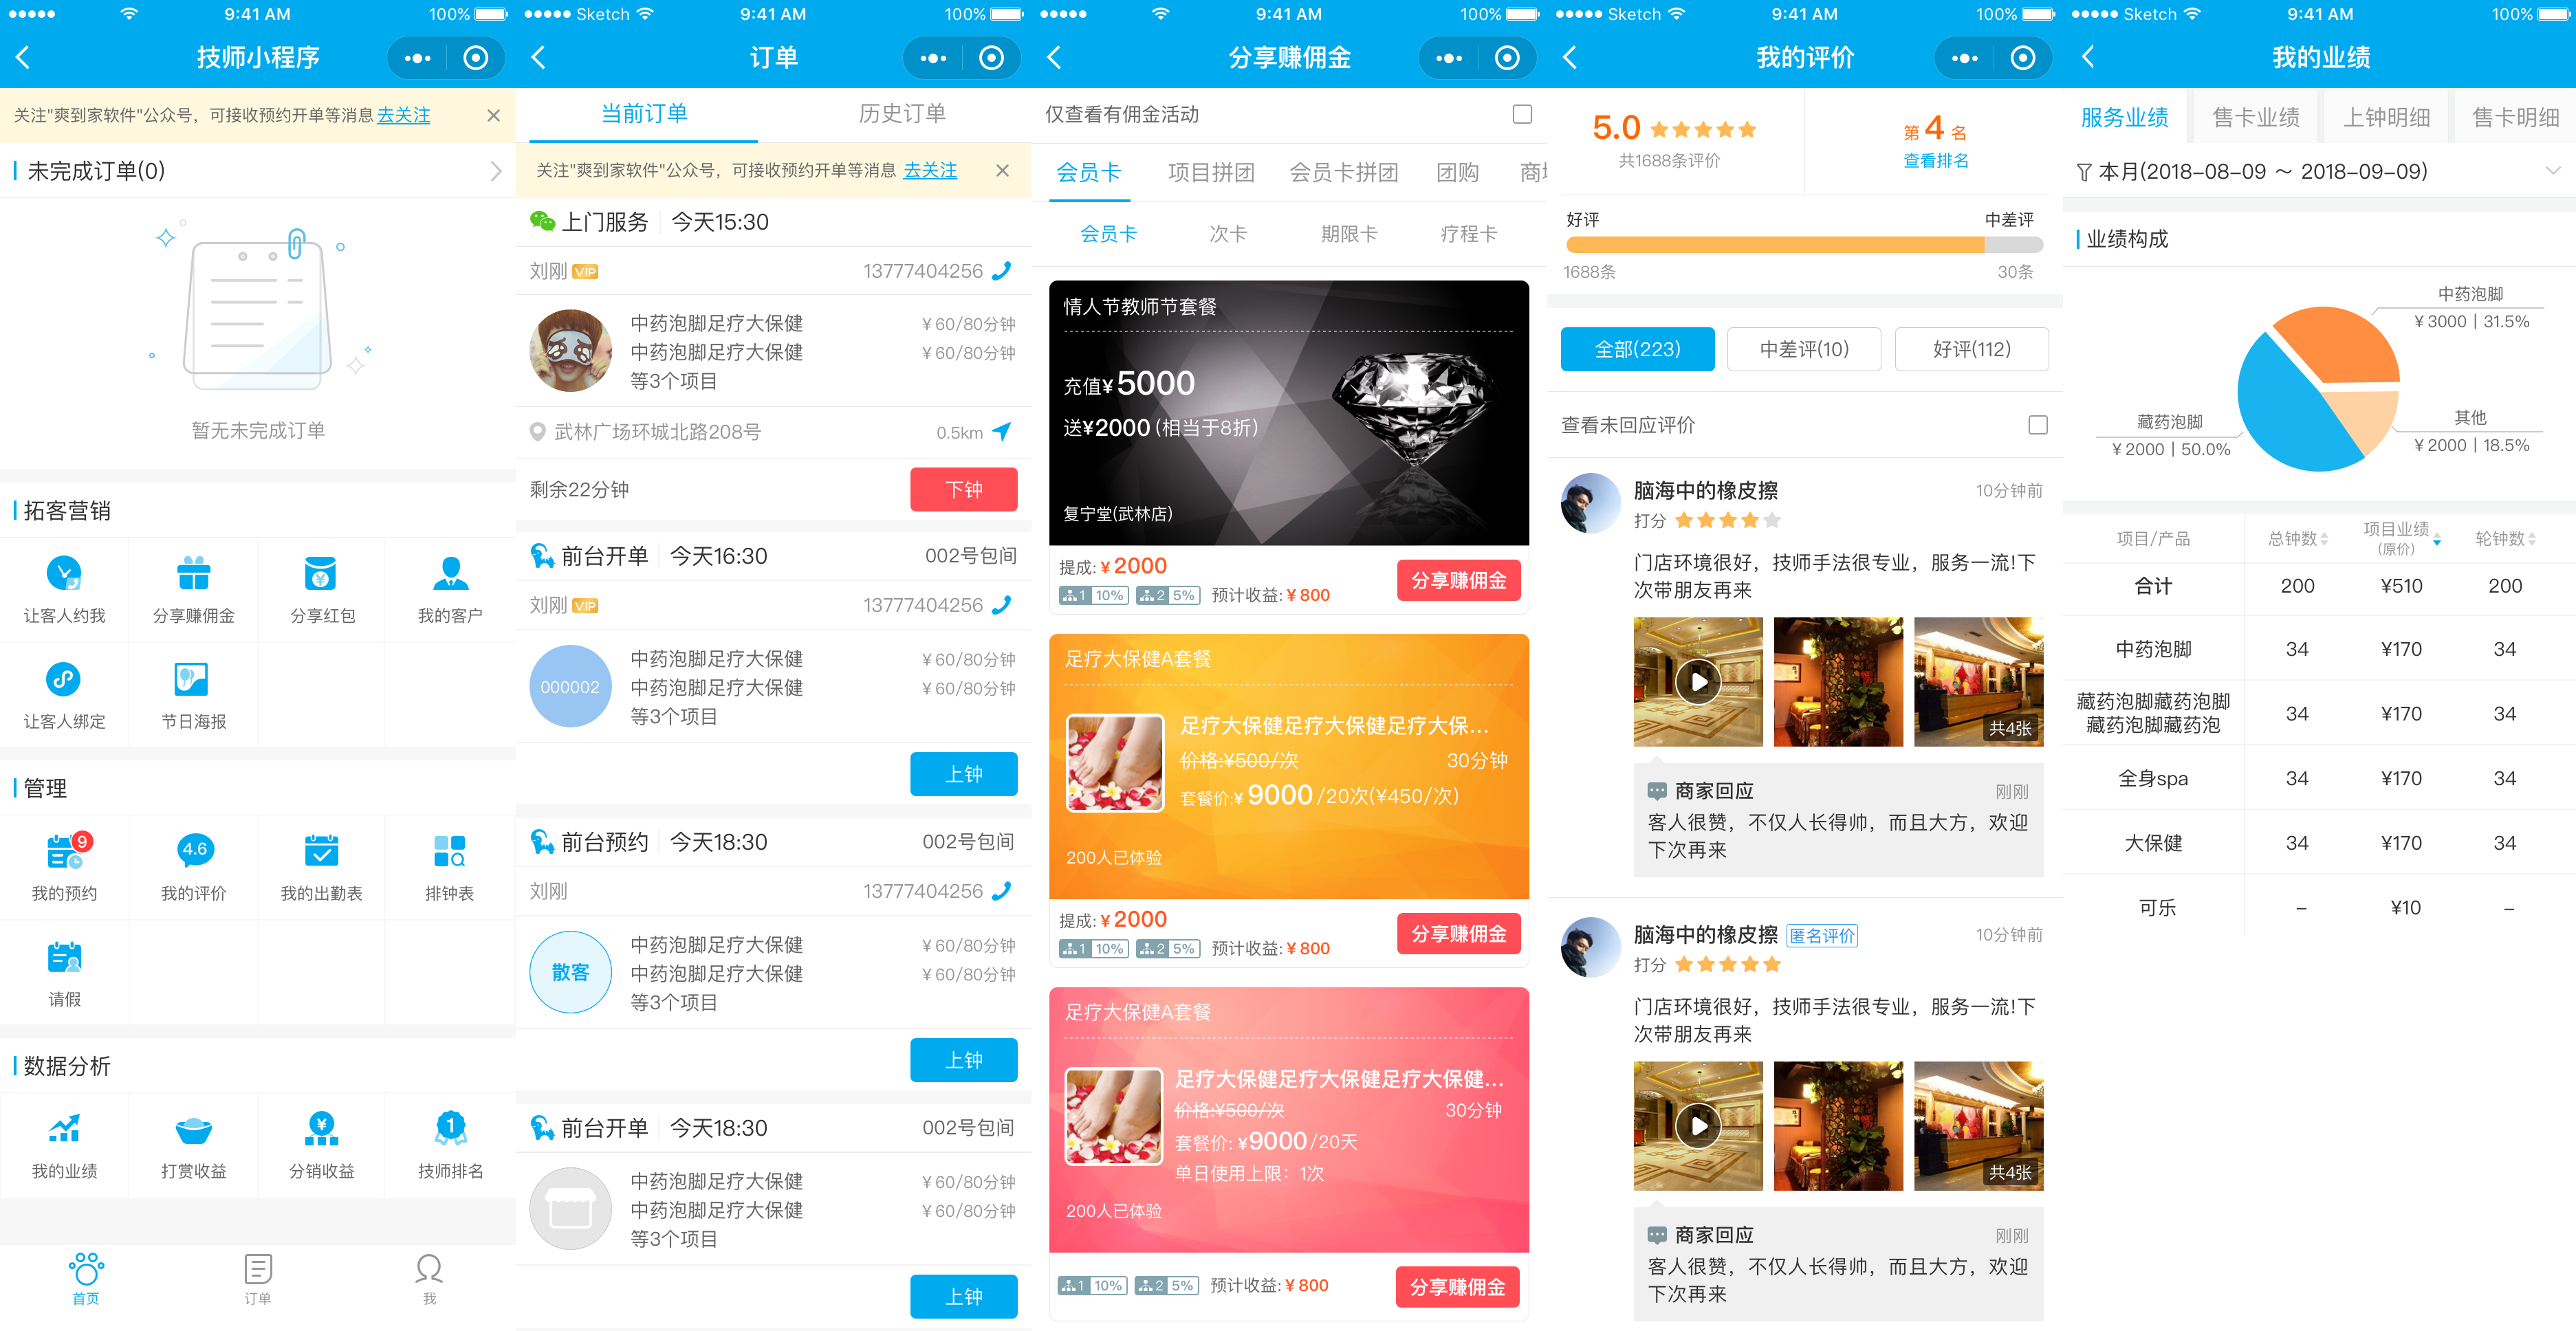 9:41 AM
100%
技师小程序
关注"爽到家软件"公众号，可接收预约开单等消息 去关注
未完成订单(0)
暂无未完成订单
拓客营销
让客人约我
分享赚佣金
分享红包
我的客户
让客人绑定
节日海报
管理
9
4.6
我的预约
我的评价
我的出勤表
排钟表
请假
数据分析
¥
1
我的业绩
打赏收益
分销收益
技师排名
首页
订单
我
Sketch
9:41 AM
100%
订单
当前订单
历史订单
关注"爽到家软件"公众号，可接收预约开单等消息 去关注
上门服务 今天15:30
刘刚 VIP
13777404256
中药泡脚足疗大保健 ¥60/80分钟
中药泡脚足疗大保健 ¥60/80分钟
等3个项目
武林广场环城北路208号
0.5km
剩余22分钟
下钟
前台开单 今天16:30
002号包间
刘刚 VIP
13777404256
000002
中药泡脚足疗大保健 ¥60/80分钟
中药泡脚足疗大保健 ¥60/80分钟
等3个项目
上钟
前台预约 今天18:30
002号包间
刘刚
13777404256
散客
中药泡脚足疗大保健 ¥60/80分钟
中药泡脚足疗大保健 ¥60/80分钟
等3个项目
上钟
前台开单 今天18:30
002号包间
中药泡脚足疗大保健 ¥60/80分钟
中药泡脚足疗大保健 ¥60/80分钟
等3个项目
上钟
9:41 AM
100%
分享赚佣金
仅查看有佣金活动
会员卡 项目拼团 会员卡拼团 团购
会员卡 次卡 期限卡 疗程卡
情人节教师节套餐
充值¥5000
送¥2000 (相当于8折)
复宁堂(武林店)
提成: ¥2000
1 10% 2 5% 预计收益: ¥800
分享赚佣金
足疗大保健A套餐
足疗大保健足疗大保健足疗大保...
价格:¥500/次 30分钟
套餐价:¥9000/20次(¥450/次)
200人已体验
提成: ¥2000
1 10% 2 5% 预计收益: ¥800
分享赚佣金
足疗大保健A套餐
足疗大保健足疗大保健足疗大保健...
价格:¥500/次 30分钟
套餐价: ¥9000/20天
单日使用上限：1次
200人已体验
1 10% 2 5% 预计收益: ¥800
分享赚佣金
Sketch
9:41 AM
100%
我的评价
5.0
共1688条评价
第 4 名
查看排名
好评 中差评
1688条 30条
全部(223) 中差评(10) 好评(112)
查看未回应评价
脑海中的橡皮擦
10分钟前
打分
门店环境很好，技师手法很专业，服务一流!下
次带朋友再来
共4张
商家回应 刚刚
客人很赞，不仅人长得帅，而且大方，欢迎
下次再来
脑海中的橡皮擦 匿名评价
10分钟前
打分
门店环境很好，技师手法很专业，服务一流!下
次带朋友再来
共4张
商家回应 刚刚
客人很赞，不仅人长得帅，而且大方，欢迎
下次再来
Sketch
9:41 AM
100%
我的业绩
服务业绩 售卡业绩 上钟明细 售卡明细
本月(2018-08-09 ~ 2018-09-09)
业绩构成
中药泡脚
¥3000 | 31.5%
其他
¥2000 | 18.5%
藏药泡脚
¥2000 | 50.0%
项目/产品 总钟数 项目业绩 轮钟数
(原价)
合计 200 ¥510 200
中药泡脚 34 ¥170 34
藏药泡脚藏药泡脚
藏药泡脚藏药泡 34 ¥170 34
全身spa 34 ¥170 34
大保健 34 ¥170 34
可乐 – ¥10 –